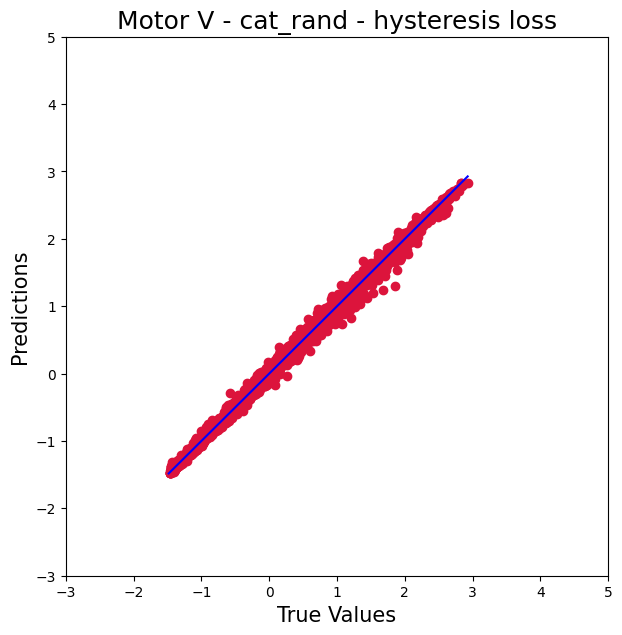 Motor V - cat_rand - hysteresis loss
5
4
3
2
1
0
−1
−2
−3
Predictions
−3 −2 −1 0 1 2 3 4 5
True Values